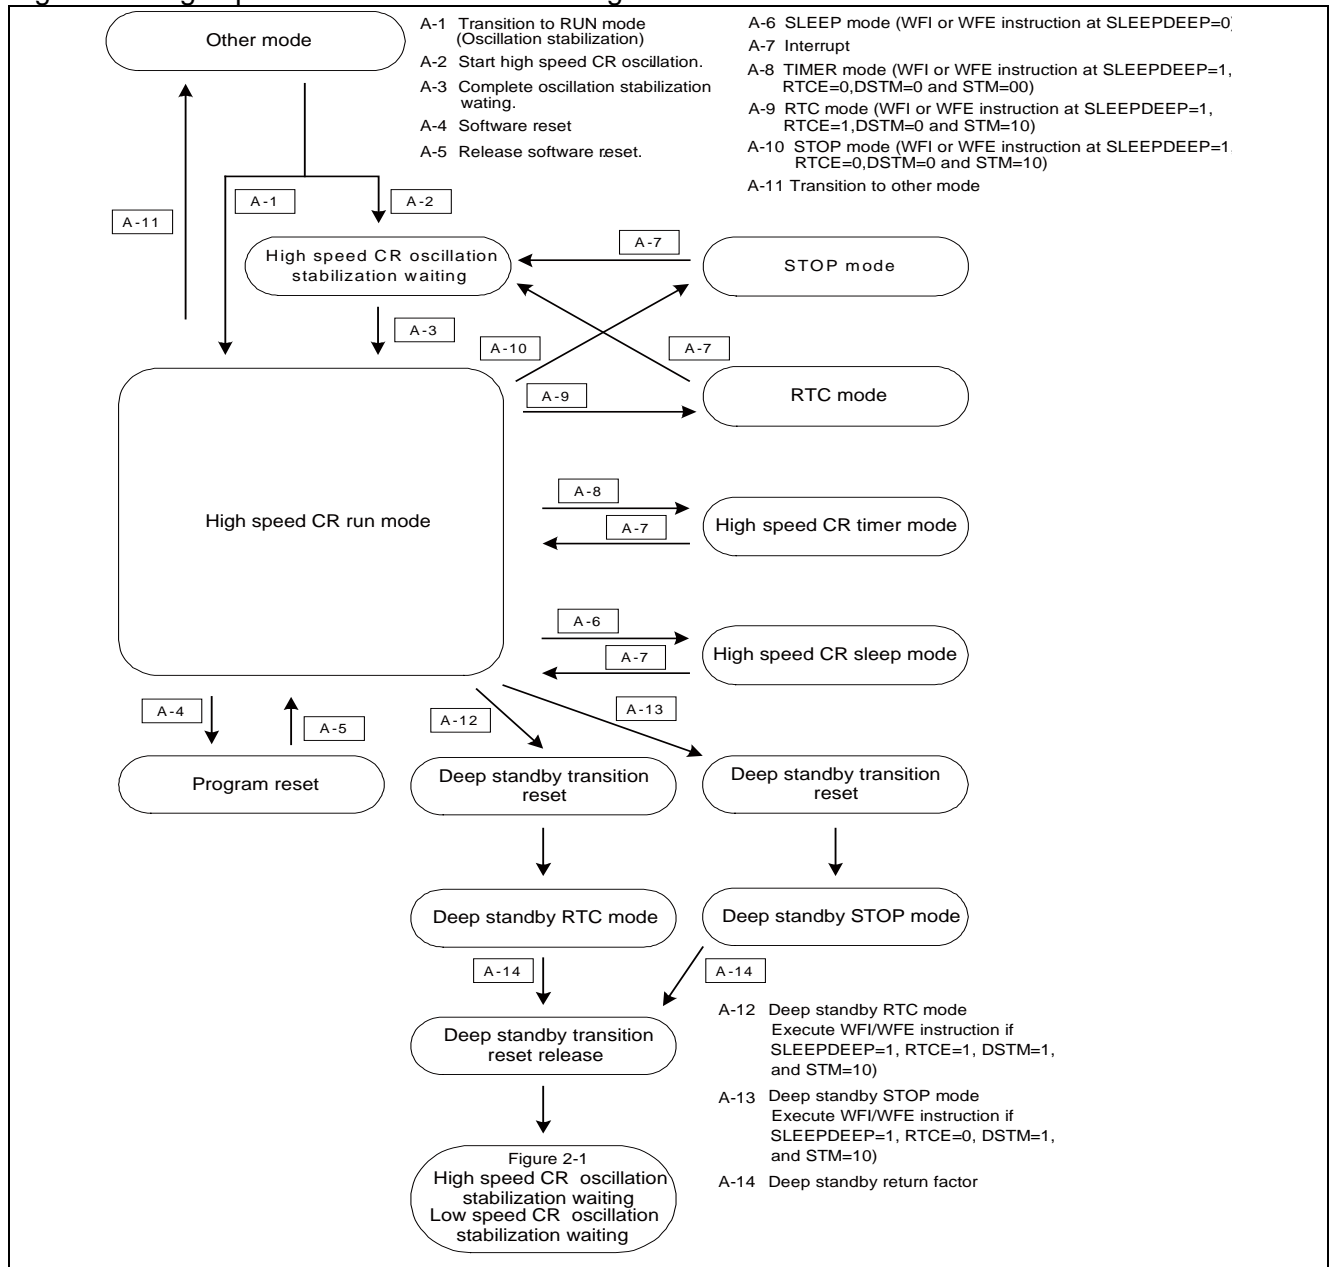 Other mode
A-1 Transition to RUN mode
(Oscillation stabilization)
A-2 Start high speed CR oscillation.
A-3 Complete oscillation stabilization
wating.
A-4 Software reset
A-5 Release software reset.
A-6 SLEEP mode (WFI or WFE instruction at SLEEPDEEP=0)
A-7 Interrupt
A-8 TIMER mode (WFI or WFE instruction at SLEEPDEEP=1,
RTCE=0,DSTM=0 and STM=00)
A-9 RTC mode (WFI or WFE instruction at SLEEPDEEP=1,
RTCE=1,DSTM=0 and STM=10)
A-10 STOP mode (WFI or WFE instruction at SLEEPDEEP=1,
RTCE=0,DSTM=0 and STM=10)
A-11 Transition to other mode
A-11
A-1
A-2
High speed CR oscillation
stabilization waiting
A-7
STOP mode
A-3
A-10
A-7
A-9
RTC mode
High speed CR run mode
A-8
A-7
High speed CR timer mode
A-6
A-7
High speed CR sleep mode
A-4
A-5
A-12
A-13
Program reset
Deep standby transition
reset
Deep standby transition
reset
Deep standby RTC mode
Deep standby STOP mode
A-14
A-14
Deep standby transition
reset release
A-12 Deep standby RTC mode
Execute WFI/WFE instruction if
SLEEPDEEP=1, RTCE=1, DSTM=1,
and STM=10)
A-13 Deep standby STOP mode
Execute WFI/WFE instruction if
SLEEPDEEP=1, RTCE=0, DSTM=1,
and STM=10)
A-14 Deep standby return factor
Figure 2-1
High speed CR oscillation
stabilization waiting
Low speed CR oscillation
stabilization waiting